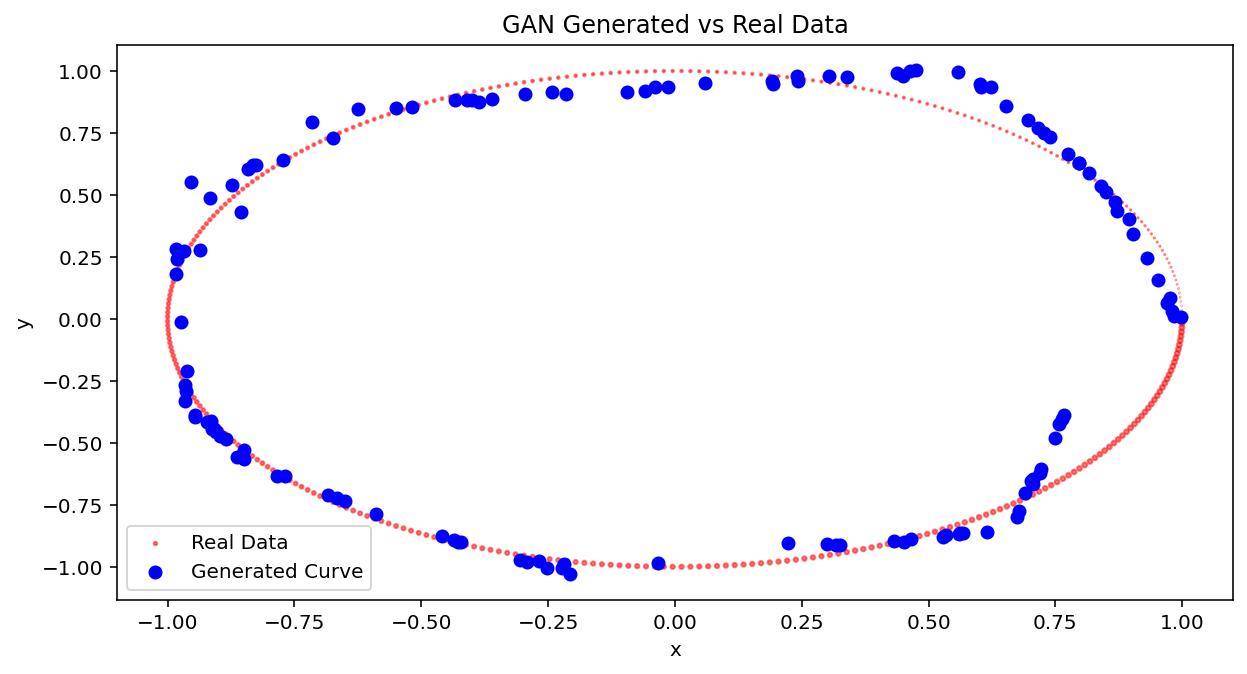 GAN Generated vs Real Data
1.00
0.75
0.50
0.25
0.00
−0.25
−0.50
−0.75
−1.00
y
Real Data
Generated Curve
−1.00 −0.75 −0.50 −0.25 0.00 0.25 0.50 0.75 1.00
x